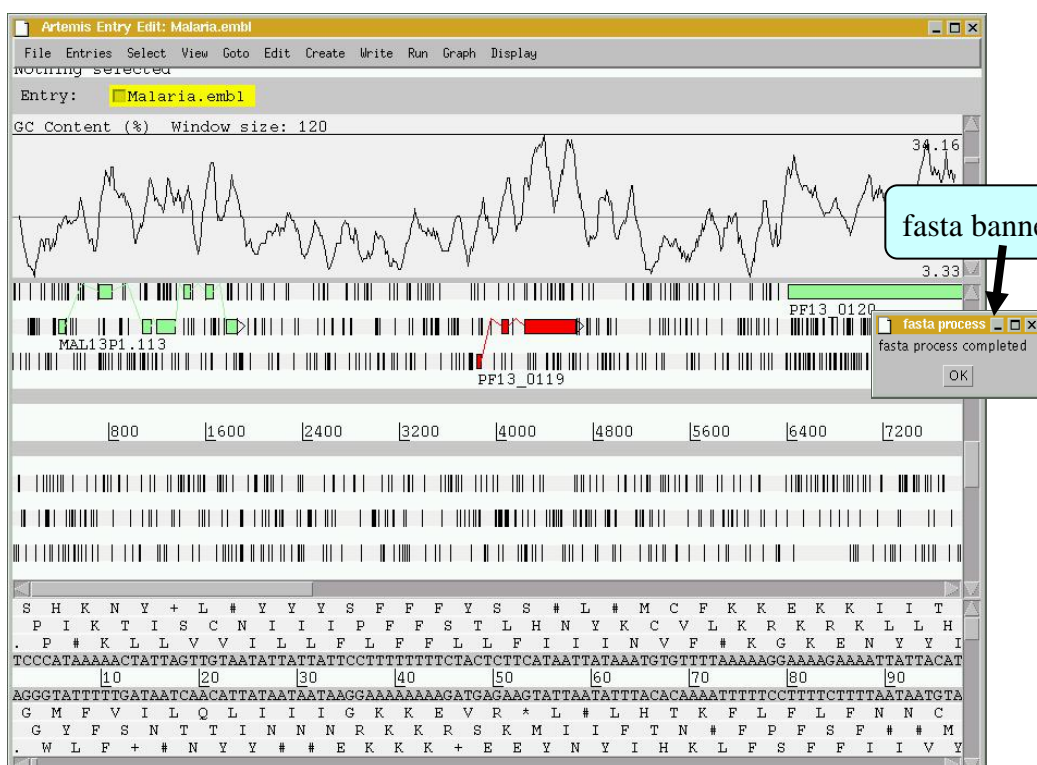 Artemis Entry Edit: Malaria.embl
File Entries Select View Goto Edit Create Write Run Graph Display
Nothing selected
Entry: Malaria.embl
GC Content (%) Window size: 120
34.16
3.33
PF13_0120
MAL13P1.113
PF13_0119
fasta process
fasta process completed
OK
800 1600 2400 3200 4000 4800 5600 6400 7200
S H K N Y + L # Y Y Y S F F F Y S S # L # M C F K K E K K I I T
P I K T I S C N I I I P F F S T L H N Y K C V L K R K R K L L H
. P # K L L V V I L L F L F F L L F I I I N V F # K G K E N Y Y I
TCCCATAAAAACTATTAGTTGTAATATTATTATTCCTTTTTTTTCTACTCTTCATAATTATAAATGTGTTTTAAAAAGGAAAAGAAAATTATTACAT
10 20 30 40 50 60 70 80 90
AGGGTATTTTTGATAATCAACATTATAATAATAAGGAAAAAAAAGATGAGAAGTATTAATATTTACACAAAATTTTTCCTTTTCTTTTAATAATGTA
G M F V I L Q L I I I G K K E V R * L # L H T K F L F L F N N C
G Y F S N T T I N N N R K K R S K M I I F T N # F P F S F # # M
. W L F + # N Y Y # # E K K K + E E Y N Y I H K L F S F F I I V Y
fasta